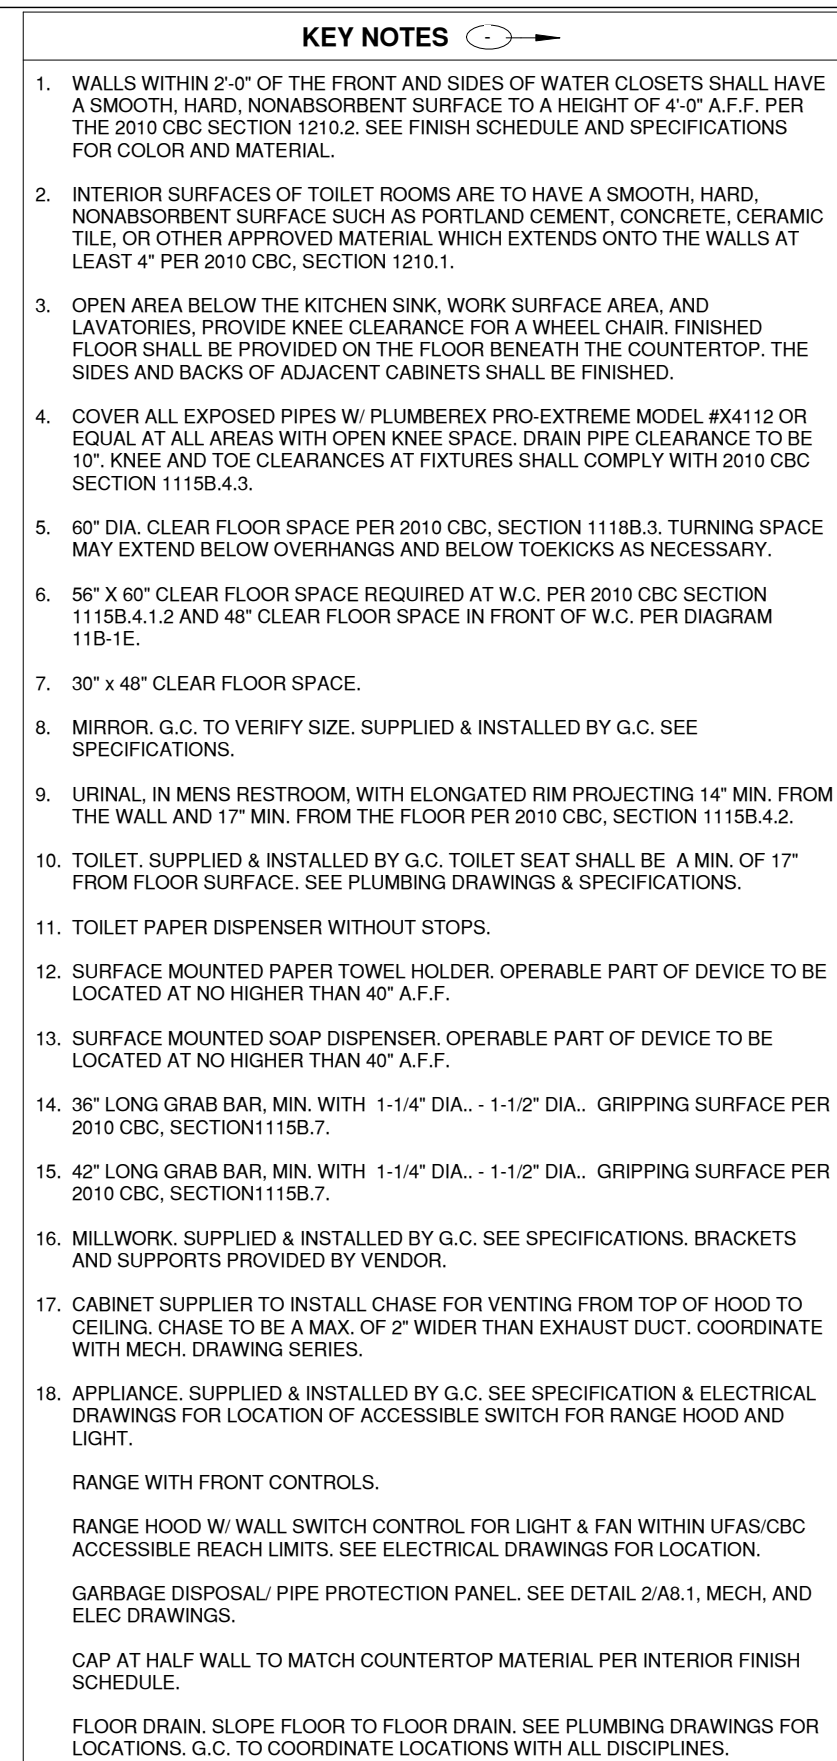 KEY NOTES -
1. WALLS WITHIN 2'-0" OF THE FRONT AND SIDES OF WATER CLOSETS SHALL HAVE
A SMOOTH, HARD, NONABSORBENT SURFACE TO A HEIGHT OF 4'-0" A.F.F. PER
THE 2010 CBC SECTION 1210.2. SEE FINISH SCHEDULE AND SPECIFICATIONS
FOR COLOR AND MATERIAL.
2. INTERIOR SURFACES OF TOILET ROOMS ARE TO HAVE A SMOOTH, HARD,
NONABSORBENT SURFACE SUCH AS PORTLAND CEMENT, CONCRETE, CERAMIC
TILE, OR OTHER APPROVED MATERIAL WHICH EXTENDS ONTO THE WALLS AT
LEAST 4" PER 2010 CBC, SECTION 1210.1.
3. OPEN AREA BELOW THE KITCHEN SINK, WORK SURFACE AREA, AND
LAVATORIES, PROVIDE KNEE CLEARANCE FOR A WHEEL CHAIR. FINISHED
FLOOR SHALL BE PROVIDED ON THE FLOOR BENEATH THE COUNTERTOP. THE
SIDES AND BACKS OF ADJACENT CABINETS SHALL BE FINISHED.
4. COVER ALL EXPOSED PIPES W/ PLUMBEREX PRO-EXTREME MODEL #X4112 OR
EQUAL AT ALL AREAS WITH OPEN KNEE SPACE. DRAIN PIPE CLEARANCE TO BE
10". KNEE AND TOE CLEARANCES AT FIXTURES SHALL COMPLY WITH 2010 CBC
SECTION 1115B.4.3.
5. 60" DIA. CLEAR FLOOR SPACE PER 2010 CBC, SECTION 1118B.3. TURNING SPACE
MAY EXTEND BELOW OVERHANGS AND BELOW TOEKICKS AS NECESSARY.
6. 56" X 60" CLEAR FLOOR SPACE REQUIRED AT W.C. PER 2010 CBC SECTION
1115B.4.1.2 AND 48" CLEAR FLOOR SPACE IN FRONT OF W.C. PER DIAGRAM
11B-1E.
7. 30" x 48" CLEAR FLOOR SPACE.
8. MIRROR. G.C. TO VERIFY SIZE. SUPPLIED & INSTALLED BY G.C. SEE
SPECIFICATIONS.
9. URINAL, IN MENS RESTROOM, WITH ELONGATED RIM PROJECTING 14" MIN. FROM
THE WALL AND 17" MIN. FROM THE FLOOR PER 2010 CBC, SECTION 1115B.4.2.
10. TOILET. SUPPLIED & INSTALLED BY G.C. TOILET SEAT SHALL BE  A MIN. OF 17"
FROM FLOOR SURFACE. SEE PLUMBING DRAWINGS & SPECIFICATIONS.
11. TOILET PAPER DISPENSER WITHOUT STOPS.
12. SURFACE MOUNTED PAPER TOWEL HOLDER. OPERABLE PART OF DEVICE TO BE
LOCATED AT NO HIGHER THAN 40" A.F.F.
13. SURFACE MOUNTED SOAP DISPENSER. OPERABLE PART OF DEVICE TO BE
LOCATED AT NO HIGHER THAN 40" A.F.F.
14. 36" LONG GRAB BAR, MIN. WITH  1-1/4" DIA.. - 1-1/2" DIA..  GRIPPING SURFACE PER
2010 CBC, SECTION1115B.7.
15. 42" LONG GRAB BAR, MIN. WITH  1-1/4" DIA.. - 1-1/2" DIA..  GRIPPING SURFACE PER
2010 CBC, SECTION1115B.7.
16. MILLWORK. SUPPLIED & INSTALLED BY G.C. SEE SPECIFICATIONS. BRACKETS
AND SUPPORTS PROVIDED BY VENDOR.
17. CABINET SUPPLIER TO INSTALL CHASE FOR VENTING FROM TOP OF HOOD TO
CEILING. CHASE TO BE A MAX. OF 2" WIDER THAN EXHAUST DUCT. COORDINATE
WITH MECH. DRAWING SERIES.
18. APPLIANCE. SUPPLIED & INSTALLED BY G.C. SEE SPECIFICATION & ELECTRICAL
DRAWINGS FOR LOCATION OF ACCESSIBLE SWITCH FOR RANGE HOOD AND
LIGHT.
RANGE WITH FRONT CONTROLS.
RANGE HOOD W/ WALL SWITCH CONTROL FOR LIGHT & FAN WITHIN UFAS/CBC
ACCESSIBLE REACH LIMITS. SEE ELECTRICAL DRAWINGS FOR LOCATION.
GARBAGE DISPOSAL/ PIPE PROTECTION PANEL. SEE DETAIL 2/A8.1, MECH, AND
ELEC DRAWINGS.
CAP AT HALF WALL TO MATCH COUNTERTOP MATERIAL PER INTERIOR FINISH
SCHEDULE.
FLOOR DRAIN. SLOPE FLOOR TO FLOOR DRAIN. SEE PLUMBING DRAWINGS FOR
LOCATIONS. G.C. TO COORDINATE LOCATIONS WITH ALL DISCIPLINES.